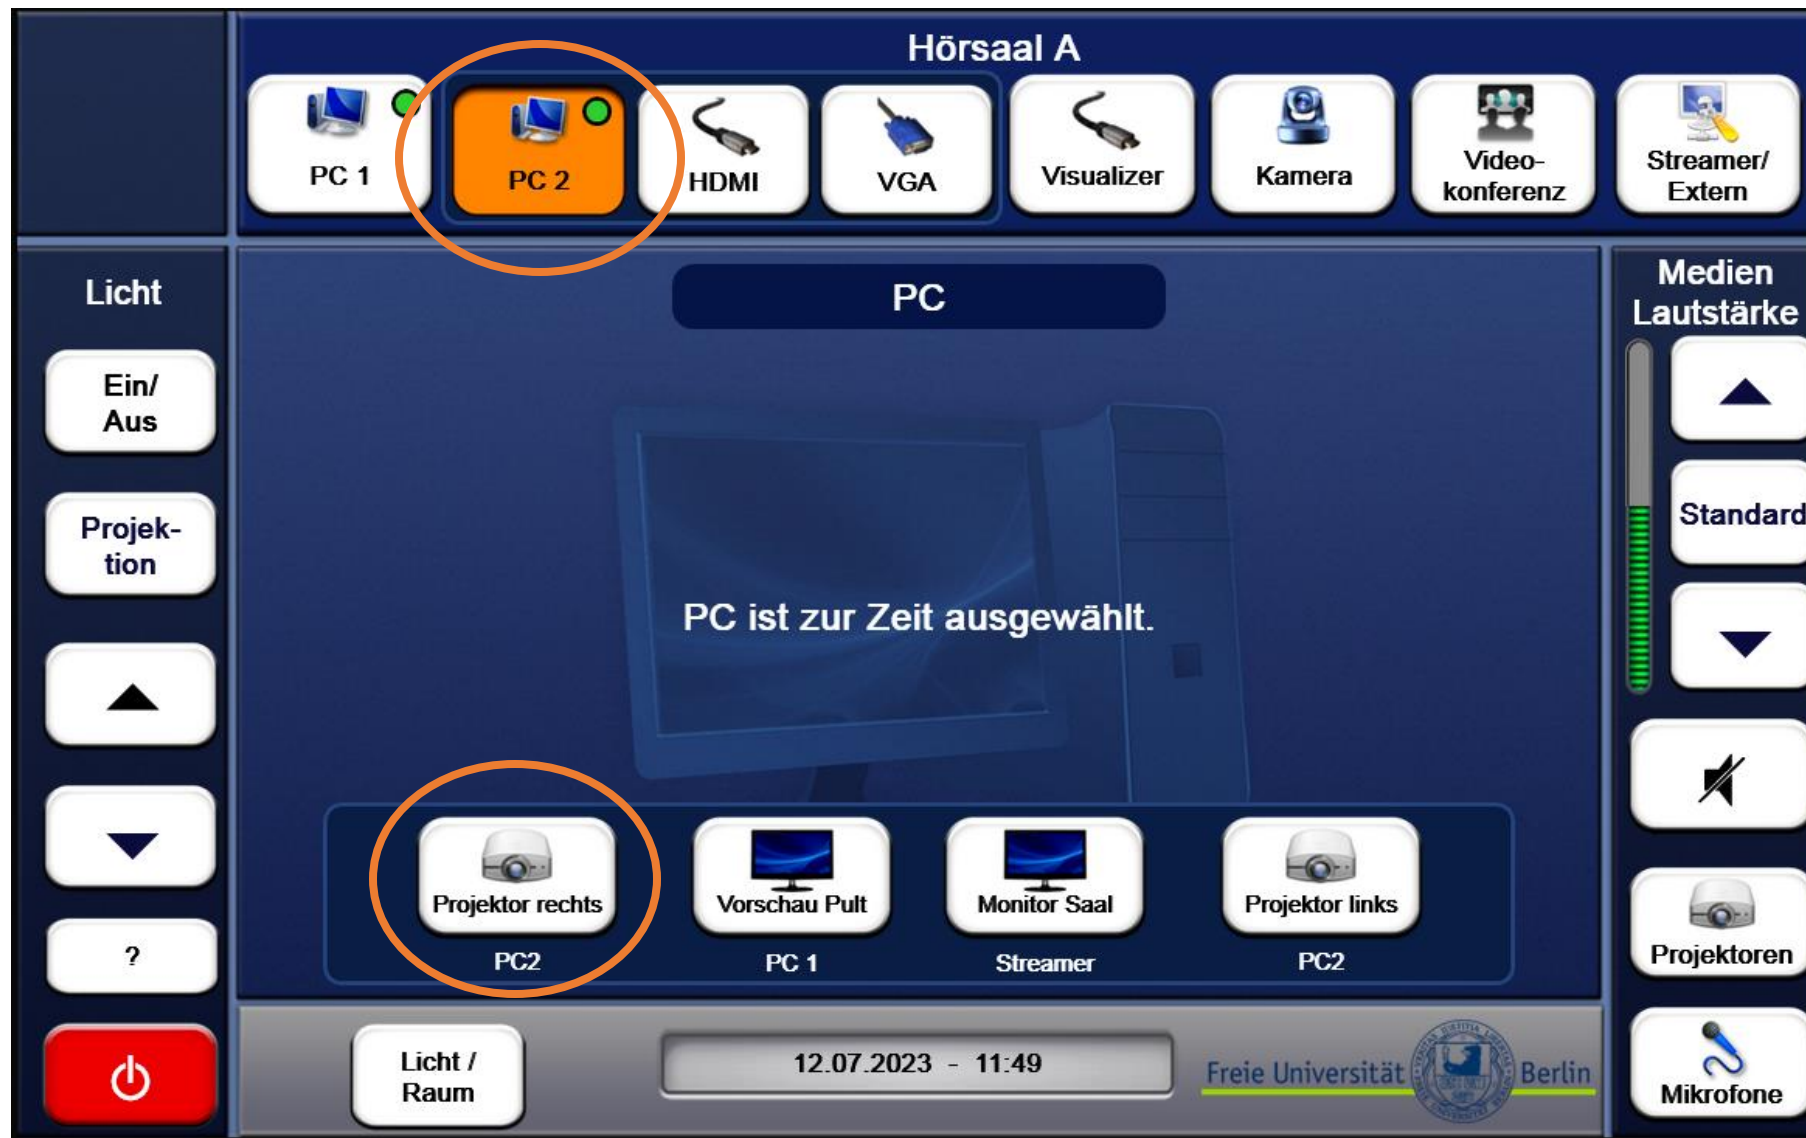 Hörsaal A
PC 1
PC 2
HDMI
VGA
Visualizer
Kamera
Video-
konferenz
Streamer/
Extern
Licht
Ein/
Aus
Projek-
tion
?
PC
PC ist zur Zeit ausgewählt.
Projektor rechts
PC2
Vorschau Pult
PC 1
Monitor Saal
Streamer
Projektor links
PC2
Medien
Lautstärke
Standard
Projektoren
Mikrofone
Licht /
Raum
12.07.2023 - 11:49
Freie Universität Berlin